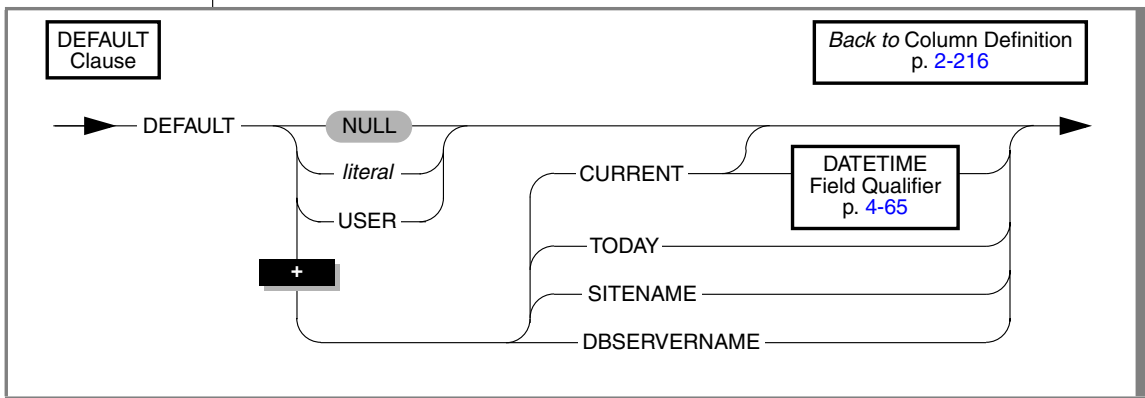 DEFAULT
Clause
Back to Column Definition
p. 2-216
DEFAULT
NULL
literal
USER
+
CURRENT
DATETIME
Field Qualifier
p. 4-65
TODAY
SITENAME
DBSERVERNAME